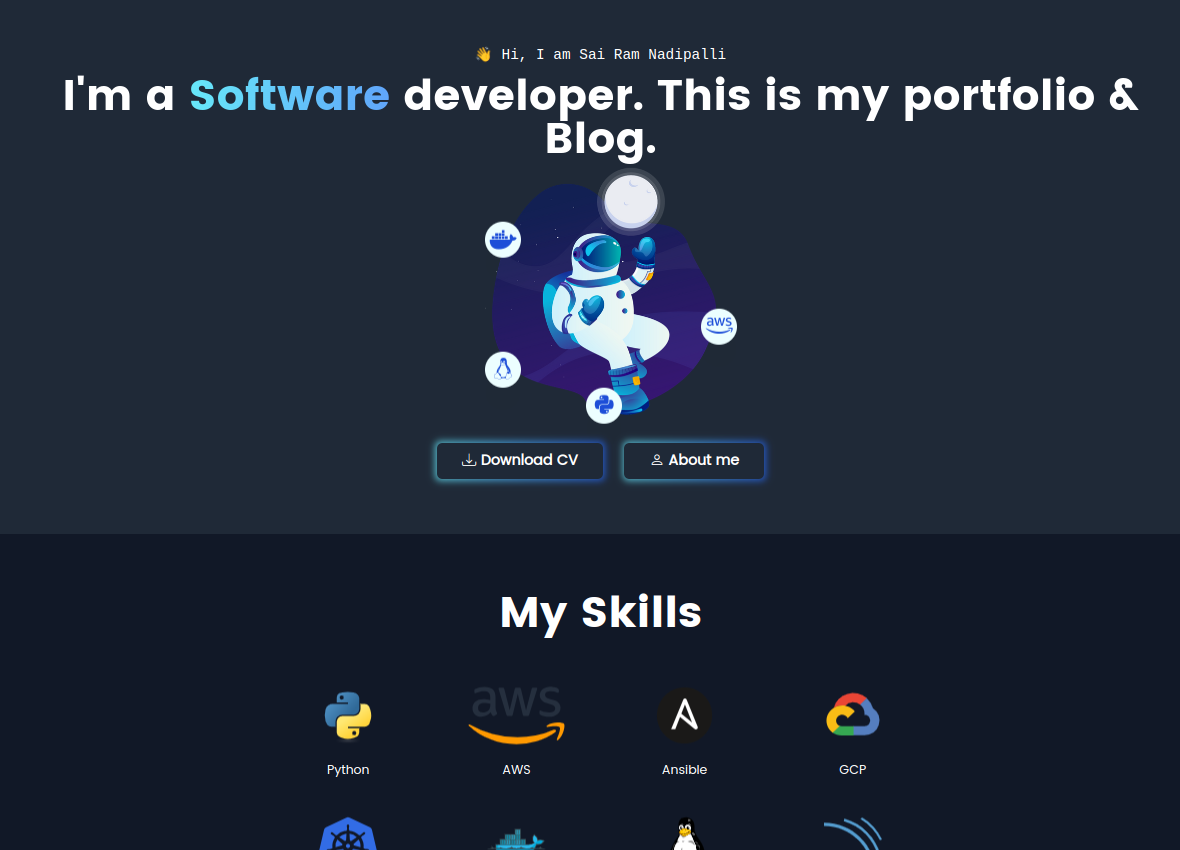 👋 Hi, I am Sai Ram Nadipalli
I'm a Software developer. This is my portfolio &
Blog.
aws
Download CV
About me
My Skills
aws
Python
AWS
Ansible
GCP